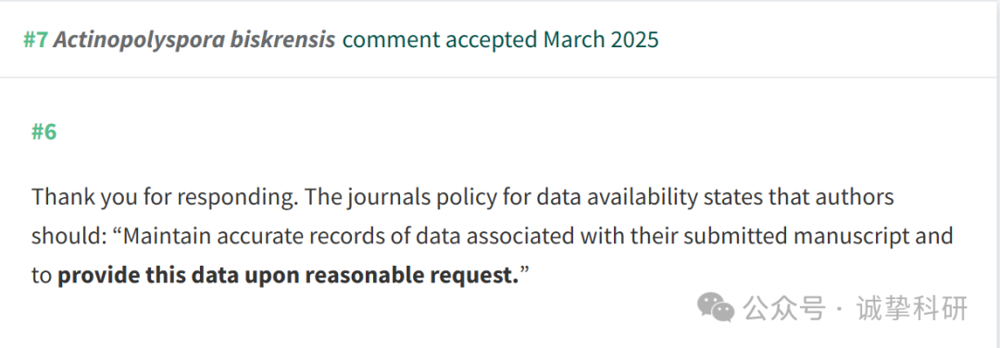 #7 Actinopolyspora biskrensis comment accepted March 2025
#6
Thank you for responding. The journals policy for data availability states that authors
should: “Maintain accurate records of data associated with their submitted manuscript and
to provide this data upon reasonable request.”
公众号 · 诚挚科研